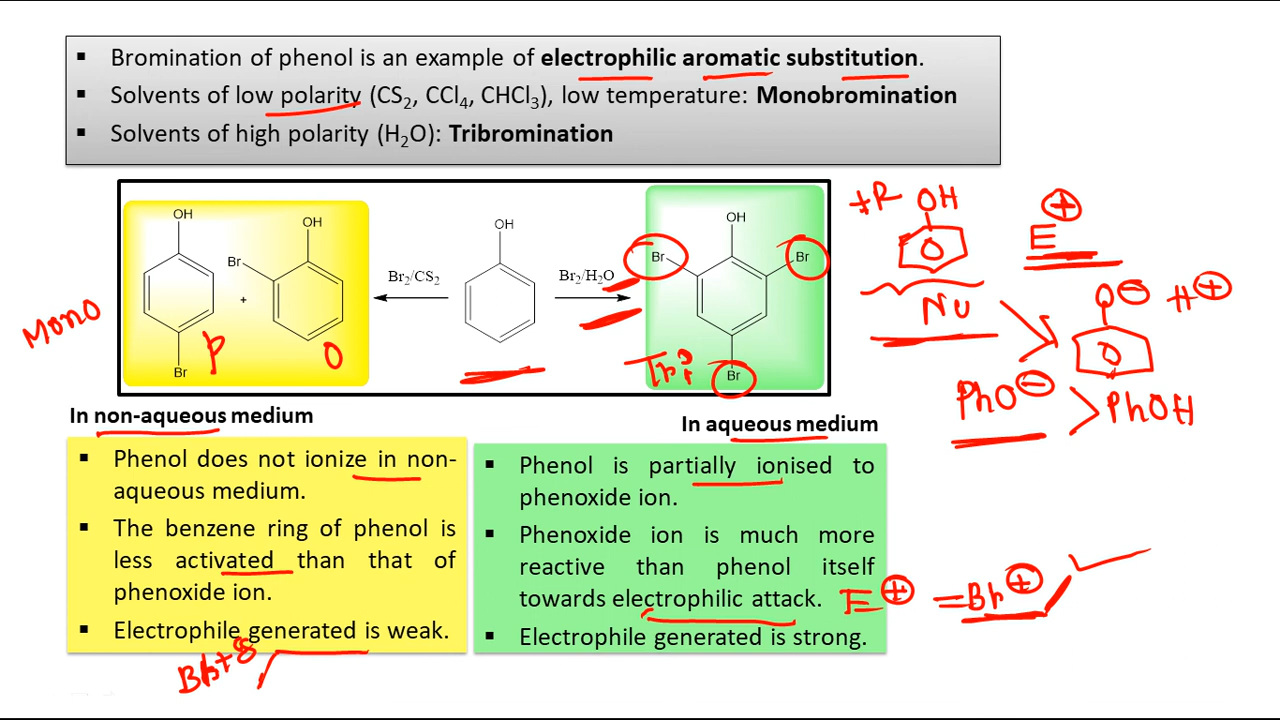 ▪ Bromination of phenol is an example of electrophilic aromatic substitution.
▪ Solvents of low polarity (CS₂, CCl₄, CHCl₃), low temperature: Monobromination
▪ Solvents of high polarity (H₂O): Tribromination
OH
Br
+
OH
Br
Br₂/CS₂
OH
Br₂/H₂O
OH
Br
Br
Br
Mono
p
O
Tri
+R OH
E⊕
Nu
O⊖ H⊕
PhO⊖ > PhOH
In non-aqueous medium
▪ Phenol does not ionize in non-
aqueous medium.
▪ The benzene ring of phenol is
less activated than that of
phenoxide ion.
▪ Electrophile generated is weak.
In aqueous medium
▪ Phenol is partially ionised to
phenoxide ion.
▪ Phenoxide ion is much more
reactive than phenol itself
towards electrophilic attack.
▪ Electrophile generated is strong.
E⊕ = Br⊕